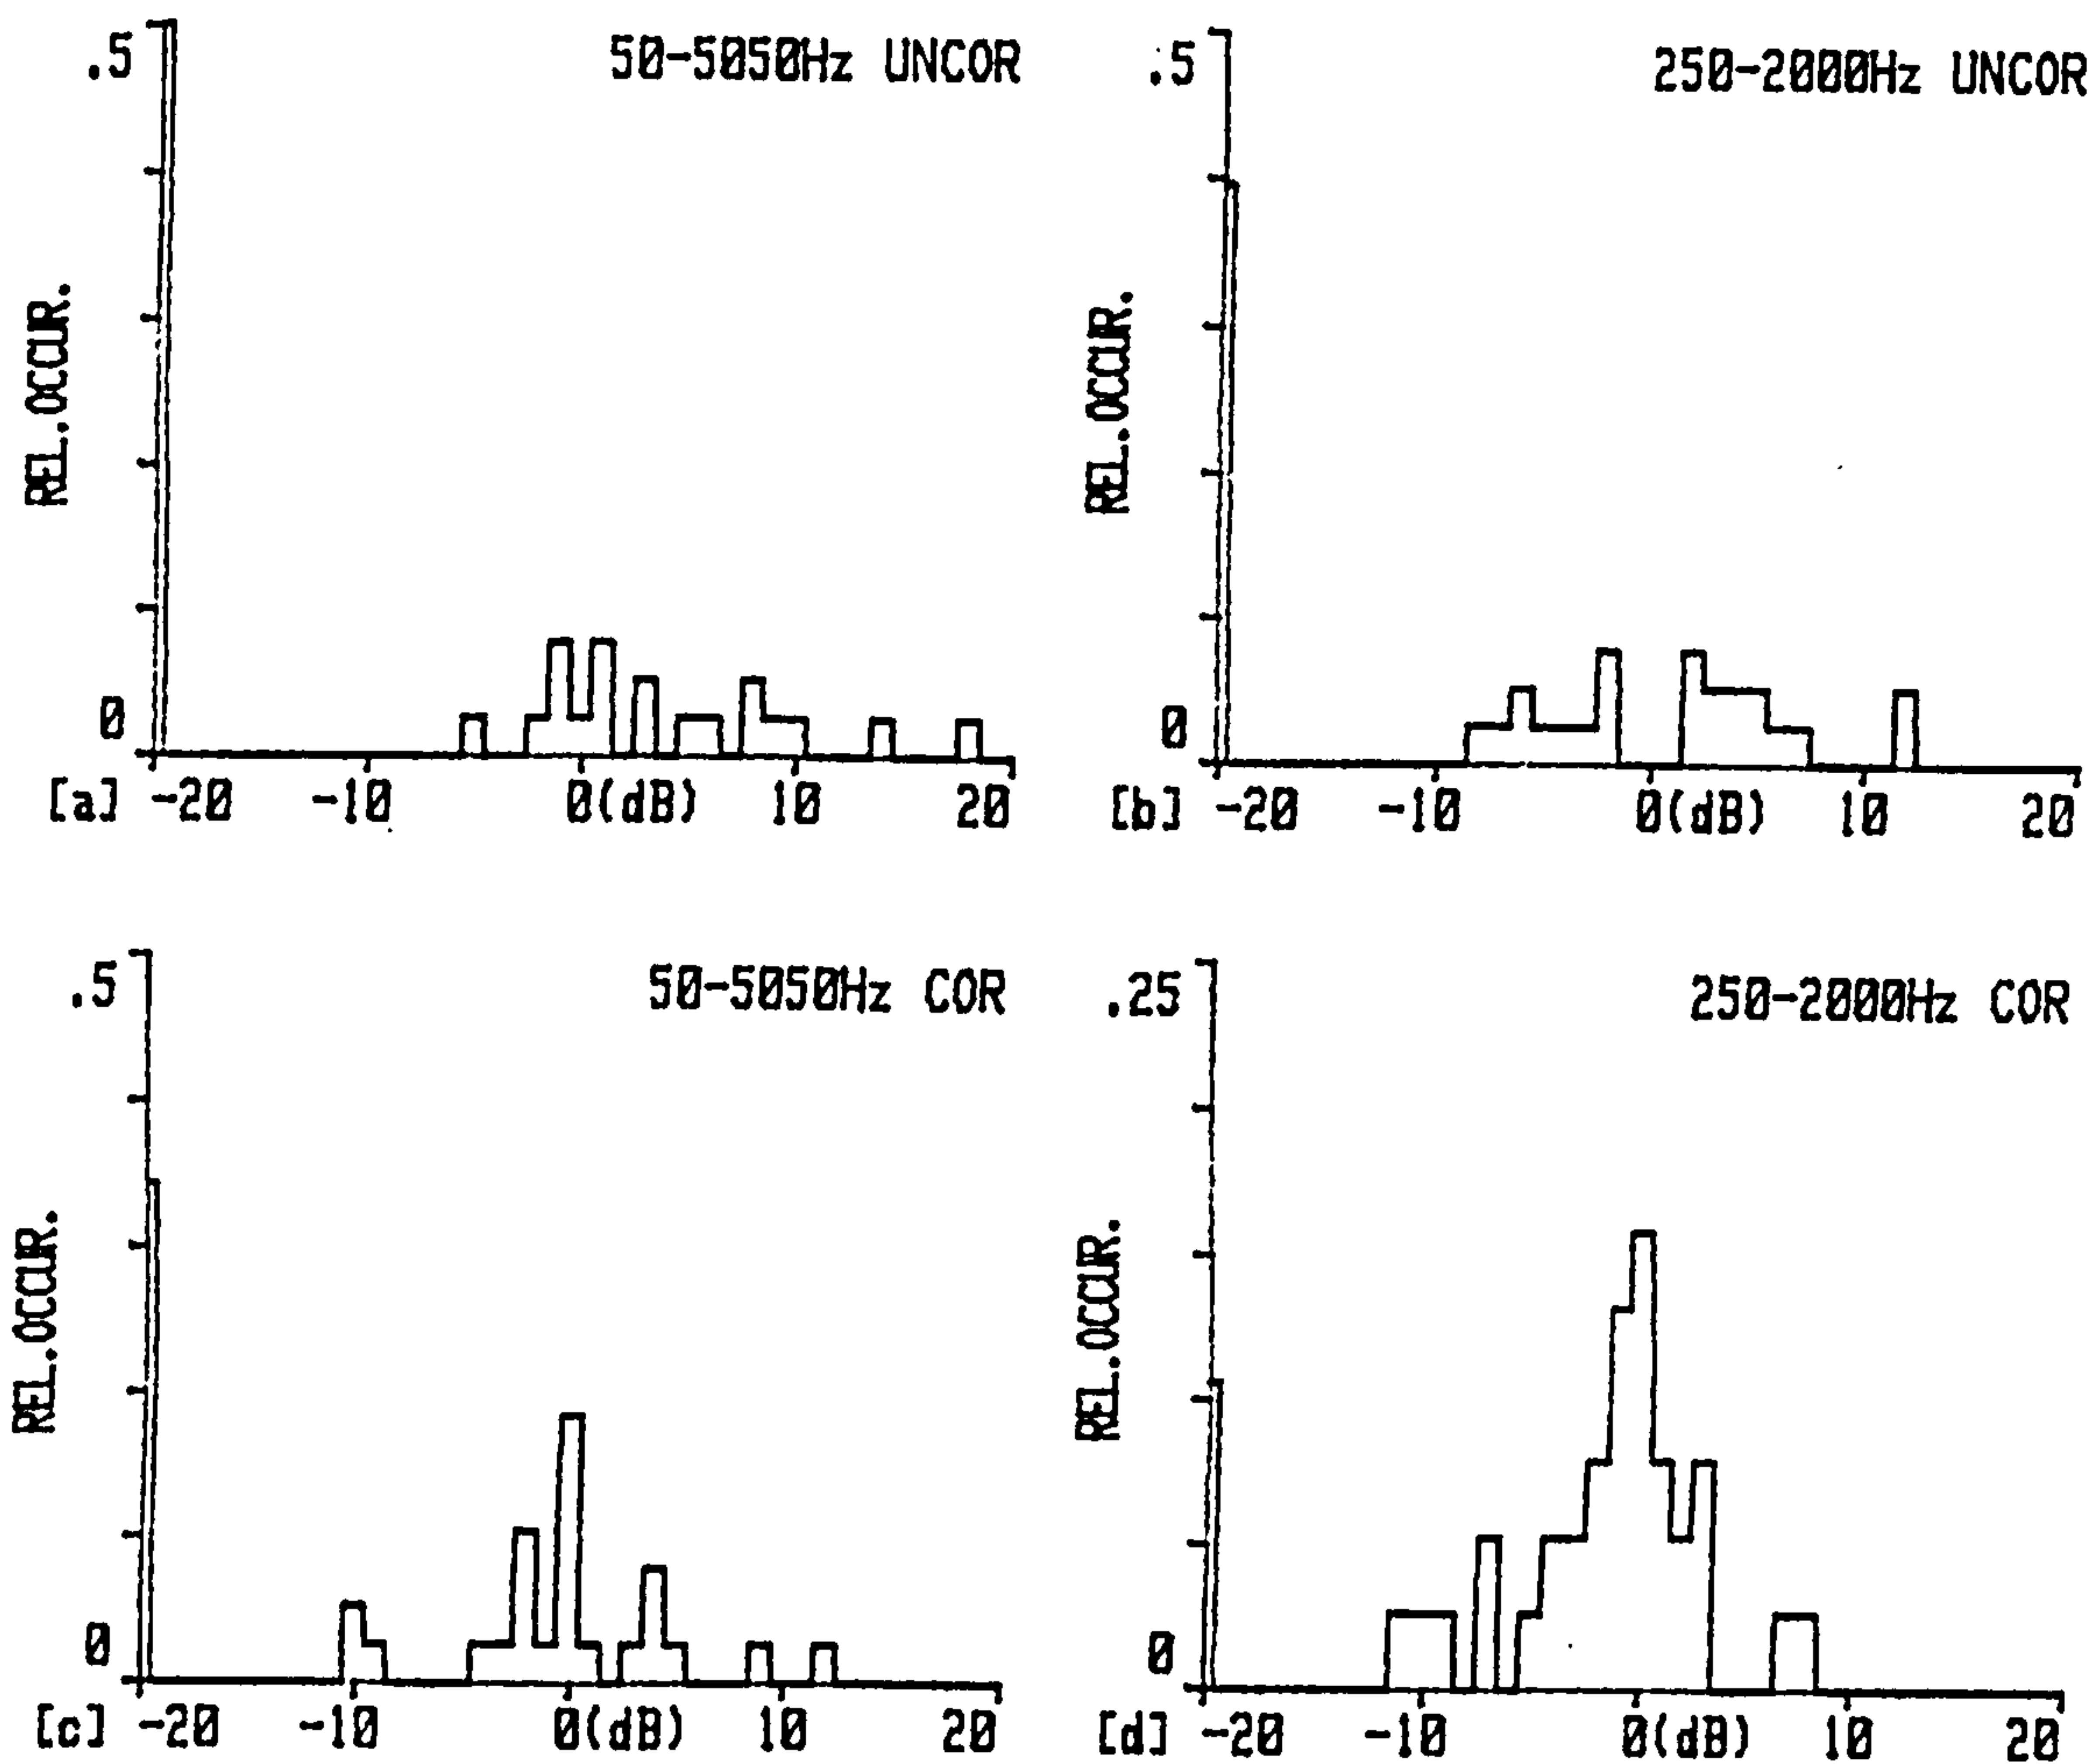 50-5050Hz UNCOR
.5
REL.OCCUR.
0
[a] -20 -10 0(dB) 10 20
250-2000Hz UNCOR
.5
REL.OCCUR.
0
[b] -20 -10 0(dB) 10 20
50-5050Hz COR
.5
REL.OCCUR.
0
[c] -20 -10 0(dB) 10 20
250-2000Hz COR
.25
REL.OCCUR.
0
[d] -20 -10 0(dB) 10 20